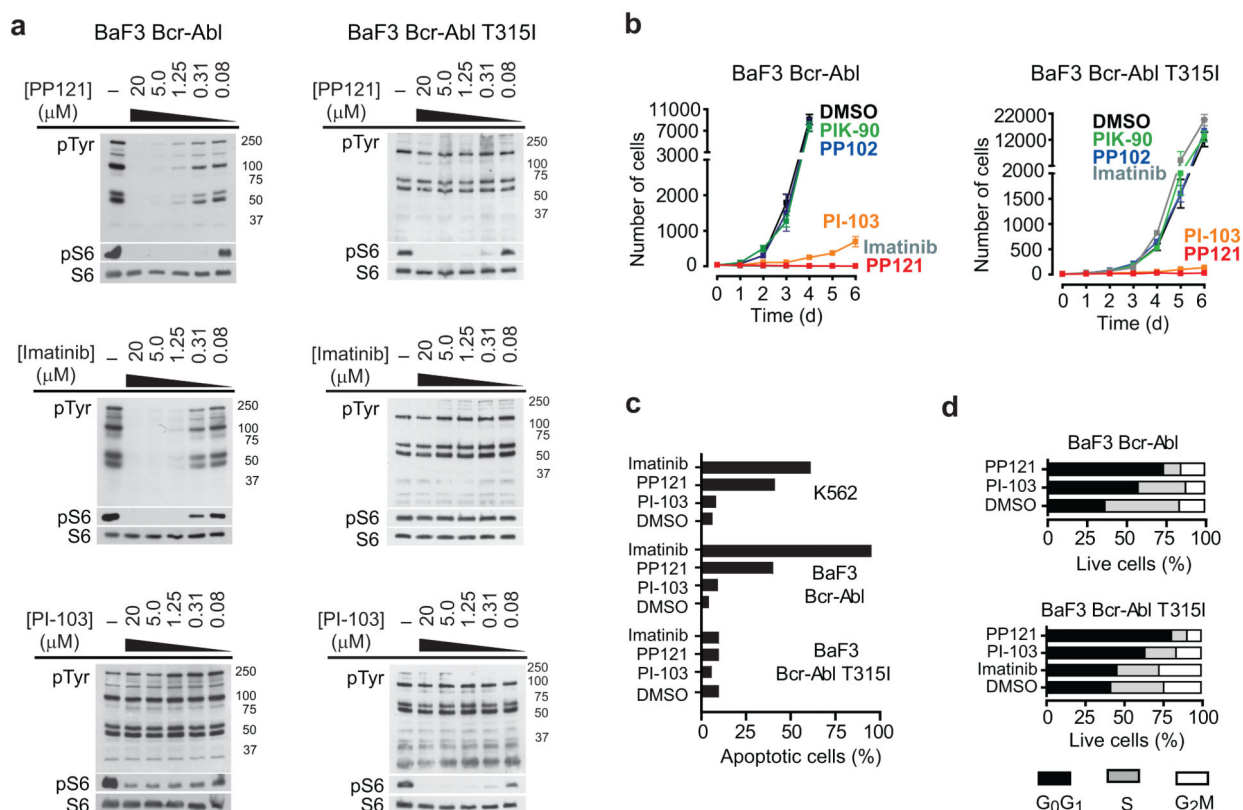 a
BaF3 Bcr-Abl
BaF3 Bcr-Abl T315I
[PP121]
(μM)
– 20 5.0 1.25 0.31 0.08
pTyr
250
100
75
50
37
pS6
S6
[PP121]
(μM)
– 20 5.0 1.25 0.31 0.08
pTyr
250
100
75
50
37
pS6
S6
[Imatinib]
(μM)
– 20 5.0 1.25 0.31 0.08
pTyr
250
100
75
50
37
pS6
S6
[Imatinib]
(μM)
– 20 5.0 1.25 0.31 0.08
pTyr
250
100
75
50
37
pS6
S6
[PI-103]
(μM)
– 20 5.0 1.25 0.31 0.08
pTyr
250
100
75
50
37
pS6
S6
[PI-103]
(μM)
– 20 5.0 1.25 0.31 0.08
pTyr
250
100
75
50
37
pS6
S6
b
BaF3 Bcr-Abl
Number of cells
11000
7000
3000
2000
1000
0
DMSO
PIK-90
PP102
PI-103
Imatinib
PP121
0 1 2 3 4 5 6
Time (d)
BaF3 Bcr-Abl T315I
Number of cells
22000
12000
2000
1500
1000
500
0
DMSO
PIK-90
PP102
Imatinib
PI-103
PP121
0 1 2 3 4 5 6
Time (d)
c
Imatinib
PP121
PI-103
DMSO
K562
Imatinib
PP121
PI-103
DMSO
BaF3
Bcr-Abl
Imatinib
PP121
PI-103
DMSO
BaF3
Bcr-Abl T315I
0 25 50 75 100
Apoptotic cells (%)
d
BaF3 Bcr-Abl
PP121
PI-103
DMSO
0 25 50 75 100
Live cells (%)
BaF3 Bcr-Abl T315I
PP121
PI-103
Imatinib
DMSO
0 25 50 75 100
Live cells (%)
G0G1 S G2M